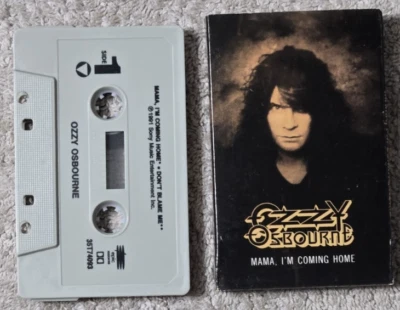 SIDE
1
OZZY OSBOURNE
MAMA, I'M COMING HOME* • DON'T BLAME ME**
℗ 1991 Sony Music Entertainment Inc.
35T74093
OZZY
OSBOURNE
MAMA, I'M COMING HOME